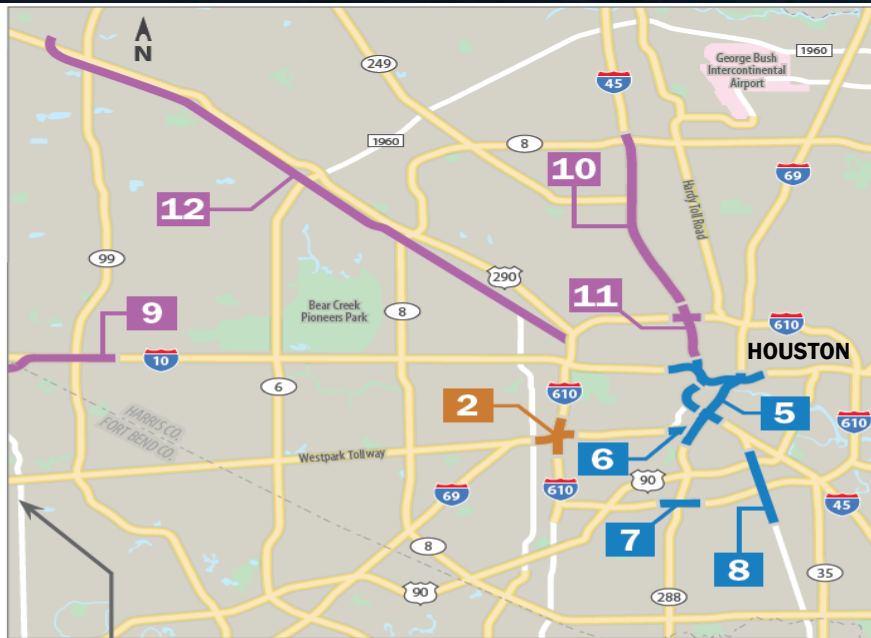 N
249
45
1960
George Bush
Intercontinental
Airport
1960
8
10
69
12
Hardy Toll Road
99
290
11
9
Bear Creek
Pioneers Park
8
610
10
HOUSTON
6
610
2
5
HARRIS CO.
FORT BEND CO.
610
6
Westpark Tollway
90
69
610
7
45
8
8
35
90
288